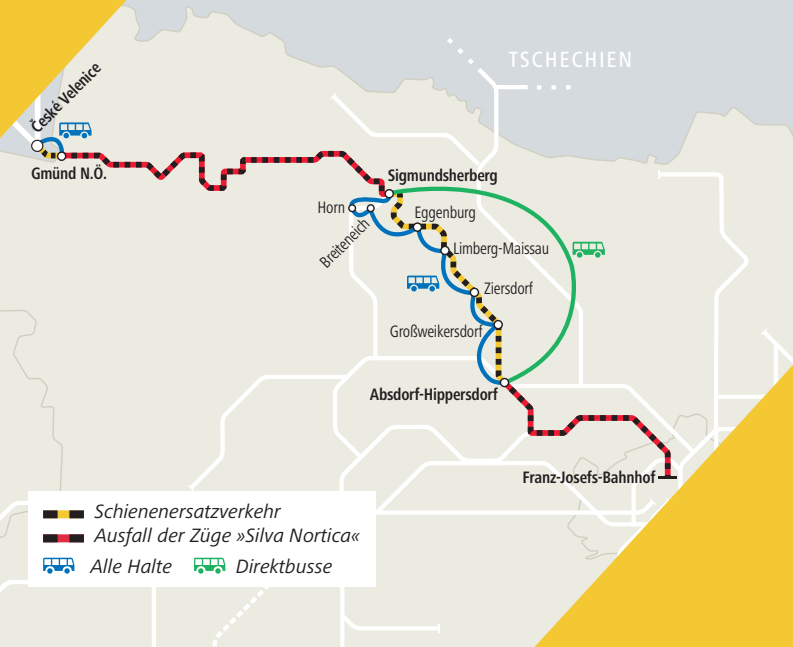 TSCHECHIEN
České Velenice
Gmünd N.Ö.
Sigmundsherberg
Horn
Breiteneich
Eggenburg
Limberg-Maissau
Ziersdorf
Großweikersdorf
Absdorf-Hippersdorf
Franz-Josefs-Bahnhof
Schienenersatzverkehr
Ausfall der Züge »Silva Nortica«
Alle Halte Direktbusse